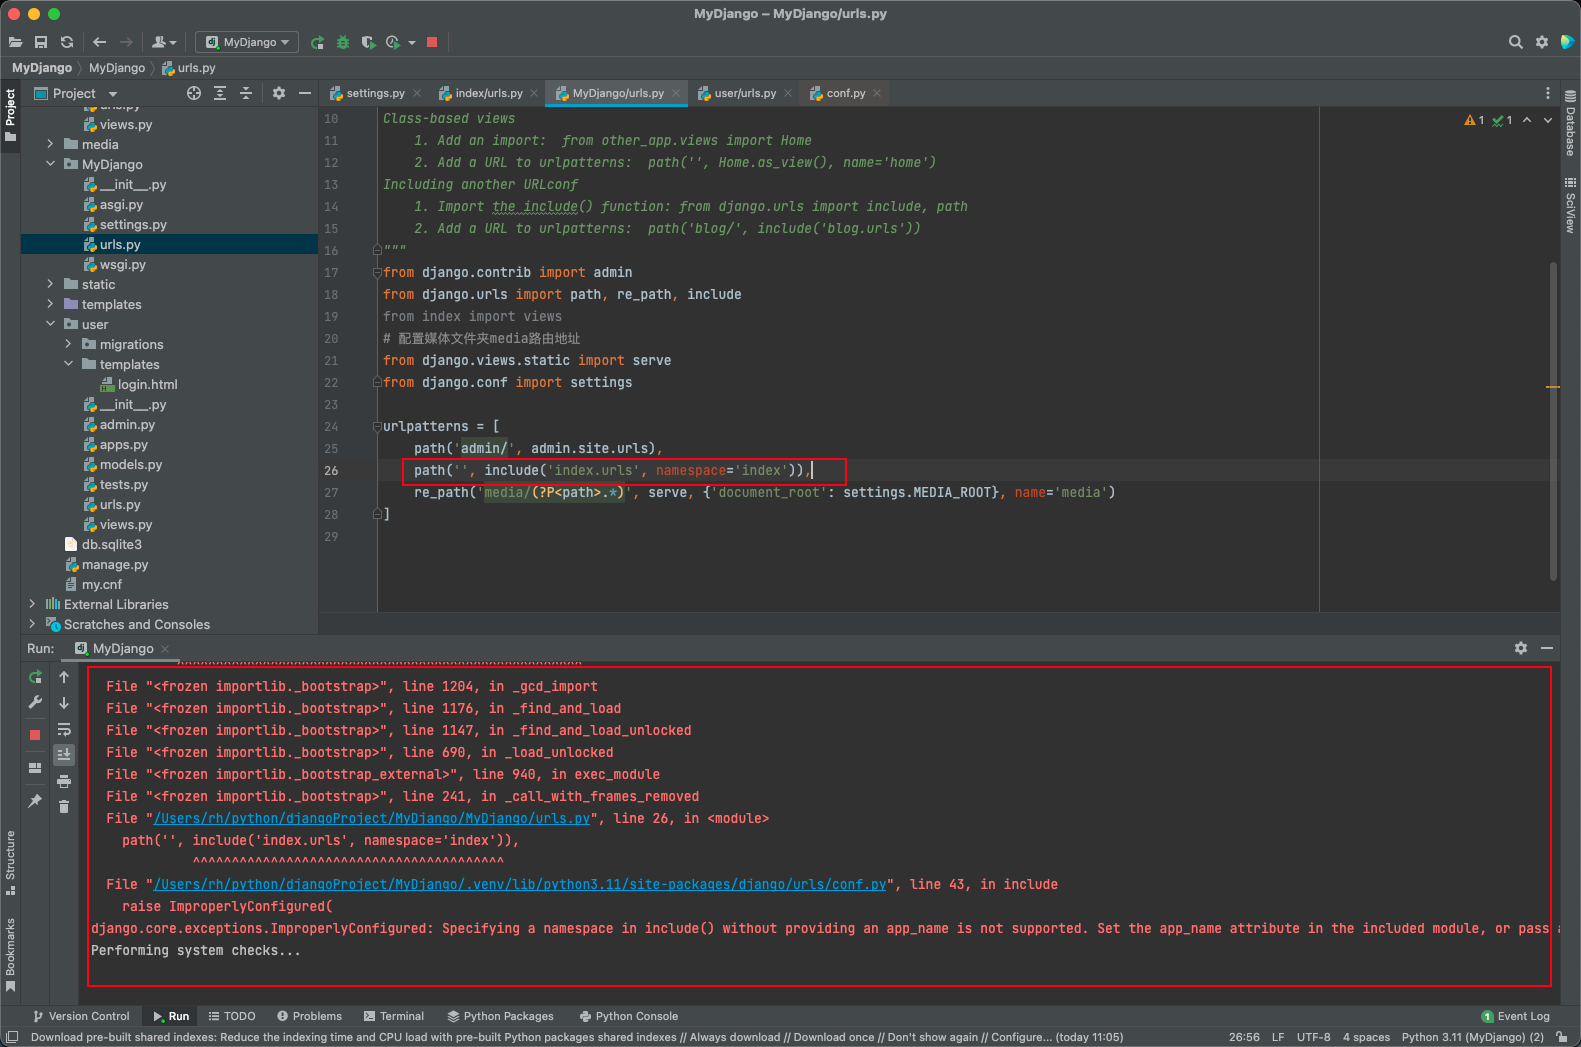 MyDjango – MyDjango/urls.py
MyDjango
MyDjango
MyDjango
urls.py
Project
Project
settings.py
index/urls.py
MyDjango/urls.py
user/urls.py
conf.py
urls.py
views.py
media
MyDjango
__init__.py
asgi.py
settings.py
urls.py
wsgi.py
static
templates
user
migrations
templates
login.html
__init__.py
admin.py
apps.py
models.py
tests.py
urls.py
views.py
db.sqlite3
manage.py
my.cnf
External Libraries
Scratches and Consoles
10 Class-based views
11 1. Add an import:  from other_app.views import Home
12 2. Add a URL to urlpatterns:  path('', Home.as_view(), name='home')
13 Including another URLconf
14 1. Import the include() function: from django.urls import include, path
15 2. Add a URL to urlpatterns:  path('blog/', include('blog.urls'))
16 """
17 from django.contrib import admin
18 from django.urls import path, re_path, include
19 from index import views
20 # 配置媒体文件夹media路由地址
21 from django.views.static import serve
22 from django.conf import settings
23
24 urlpatterns = [
25 path('admin/', admin.site.urls),
26 path('', include('index.urls', namespace='index')),
27 re_path('media/(?P<path>.*)', serve, {'document_root': settings.MEDIA_ROOT}, name='media')
28 ]
29
1 1
Database
SciView
Run: MyDjango
File "<frozen importlib._bootstrap>", line 1204, in _gcd_import
File "<frozen importlib._bootstrap>", line 1176, in _find_and_load
File "<frozen importlib._bootstrap>", line 1147, in _find_and_load_unlocked
File "<frozen importlib._bootstrap>", line 690, in _load_unlocked
File "<frozen importlib._bootstrap_external>", line 940, in exec_module
File "<frozen importlib._bootstrap>", line 241, in _call_with_frames_removed
File "/Users/rh/python/djangoProject/MyDjango/MyDjango/urls.py", line 26, in <module>
path('', include('index.urls', namespace='index')),
^^^^^^^^^^^^^^^^^^^^^^^^^^^^^^^^^^^^^^^^
File "/Users/rh/python/djangoProject/MyDjango/.venv/lib/python3.11/site-packages/django/urls/conf.py", line 43, in include
raise ImproperlyConfigured(
django.core.exceptions.ImproperlyConfigured: Specifying a namespace in include() without providing an app_name is not supported. Set the app_name attribute in the included module, or pass
Performing system checks...
Structure
Bookmarks
Version Control
Run
TODO
Problems
Terminal
Python Packages
Python Console
1 Event Log
Download pre-built shared indexes: Reduce the indexing time and CPU load with pre-built Python packages shared indexes // Always download // Download once // Don't show again // Configure... (today 11:05)
26:56 LF UTF-8 4 spaces Python 3.11 (MyDjango) (2)